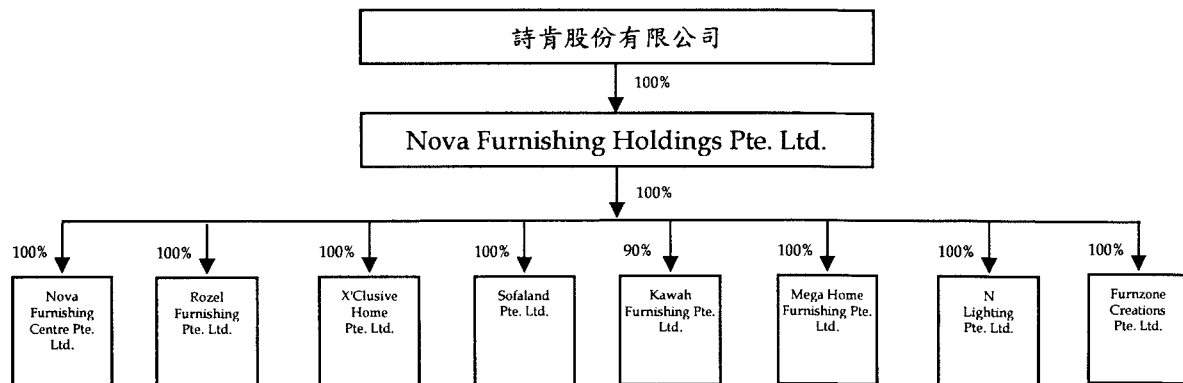 詩肯股份有限公司
100%
Nova Furnishing Holdings Pte. Ltd.
100%
100%
100%
100%
100%
90%
100%
100%
100%
Nova
Furnishing
Centre Pte.
Ltd.
Rozel
Furnishing
Pte. Ltd.
X'Clusive
Home
Pte. Ltd.
Sofaland
Pte. Ltd.
Kawah
Furnishing Pte.
Ltd.
Mega Home
Furnishing Pte.
Ltd.
N
Lighting
Pte. Ltd.
Furnzone
Creations
Pte. Ltd.